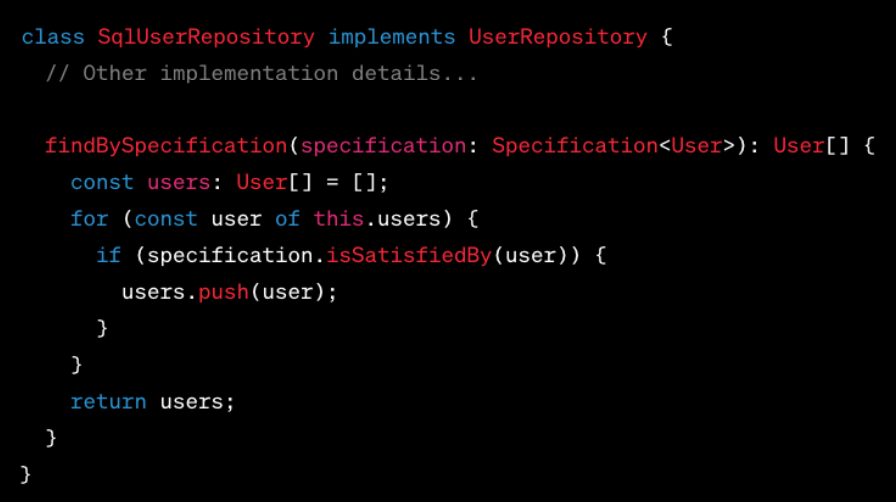 class SqlUserRepository implements UserRepository {
// Other implementation details...
findBySpecification(specification: Specification<User>): User[] {
const users: User[] = [];
for (const user of this.users) {
if (specification.isSatisfiedBy(user)) {
users.push(user);
}
}
return users;
}
}